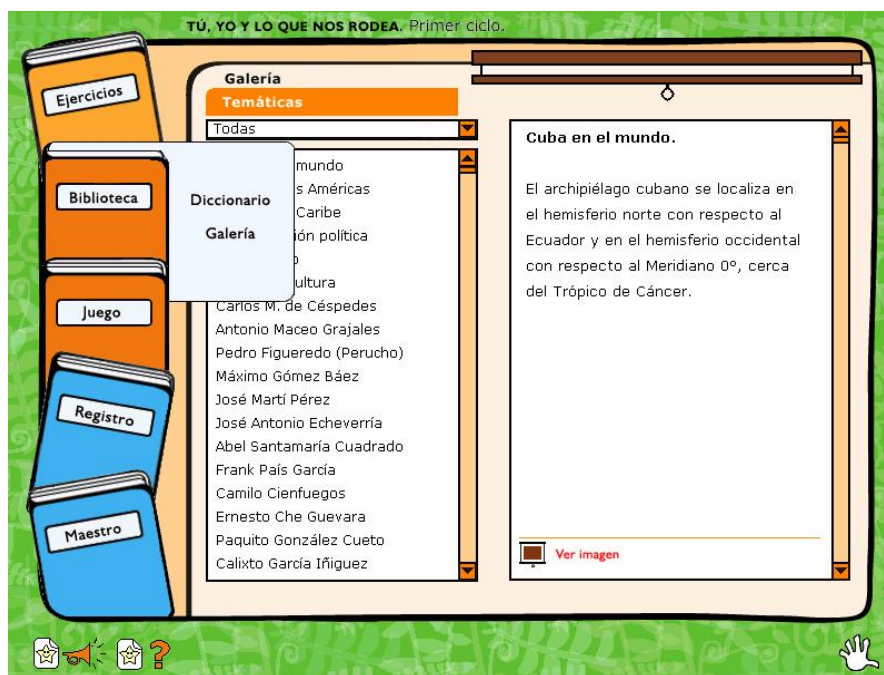 TÚ, YO Y LO QUE NOS RODEA. Primer ciclo.
Ejercicios
Biblioteca
Juego
Registro
Maestro
Diccionario
Galería
Galería
Temáticas
Todas
mundo
Américas
Caribe
política
Carlos M. de Céspedes
Antonio Maceo Grajales
Pedro Figueredo (Perucho)
Máximo Gómez Báez
José Martí Pérez
José Antonio Echeverría
Abel Santamaría Cuadrado
Frank País García
Camilo Cienfuegos
Ernesto Che Guevara
Paquito González Cueto
Calixto García Iñiguez
Cuba en el mundo.
El archipiélago cubano se localiza en
el hemisferio norte con respecto al
Ecuador y en el hemisferio occidental
con respecto al Meridiano 0º, cerca
del Trópico de Cáncer.
Ver imagen
?